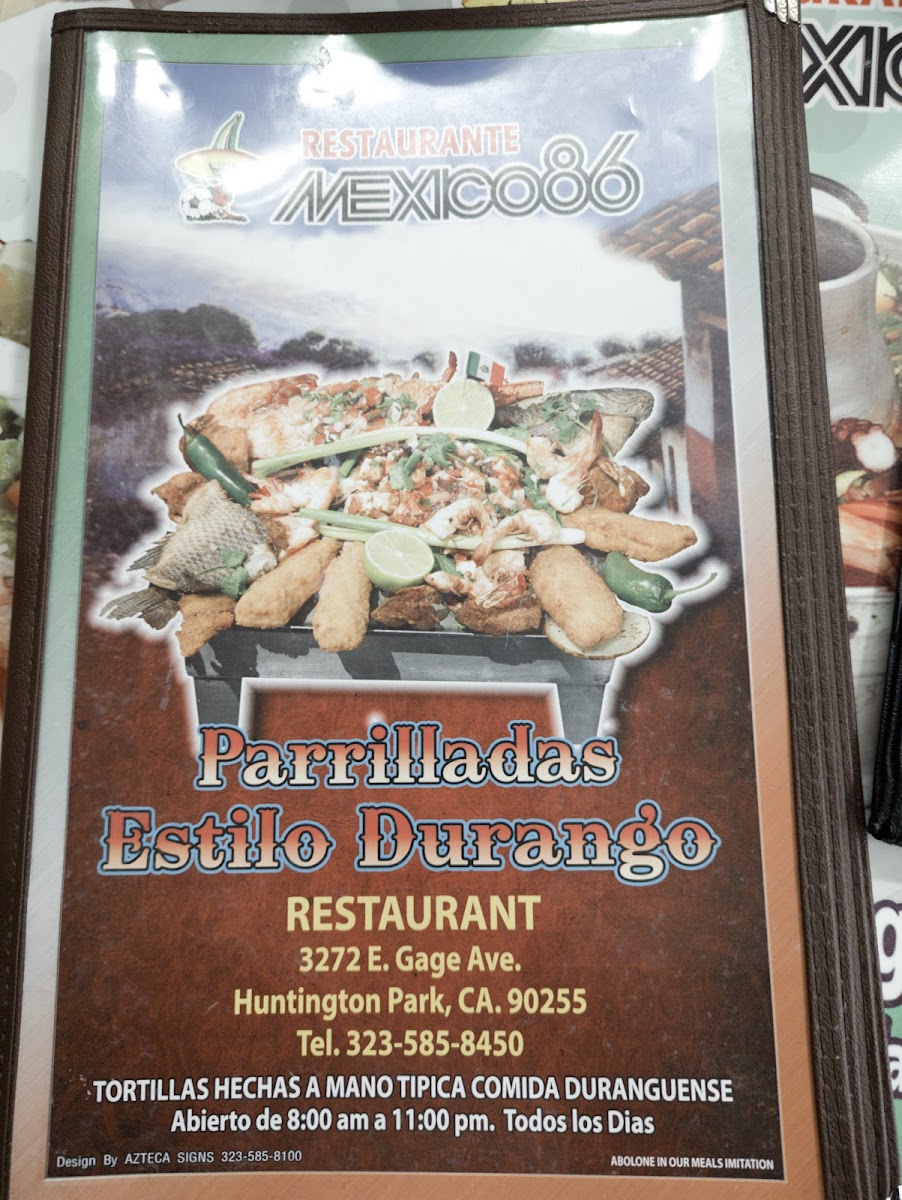 RESTAURANTE
MEXICO86
Parrilladas
Estilo Durango
RESTAURANT
3272 E. Gage Ave.
Huntington Park, CA. 90255
Tel. 323-585-8450
TORTILLAS HECHAS A MANO TIPICA COMIDA DURANGUENSE
Abierto de 8:00 am a 11:00 pm. Todos los Dias
Design By AZTECA SIGNS 323-585-8100
ABOLONE IN OUR MEALS IMITATION